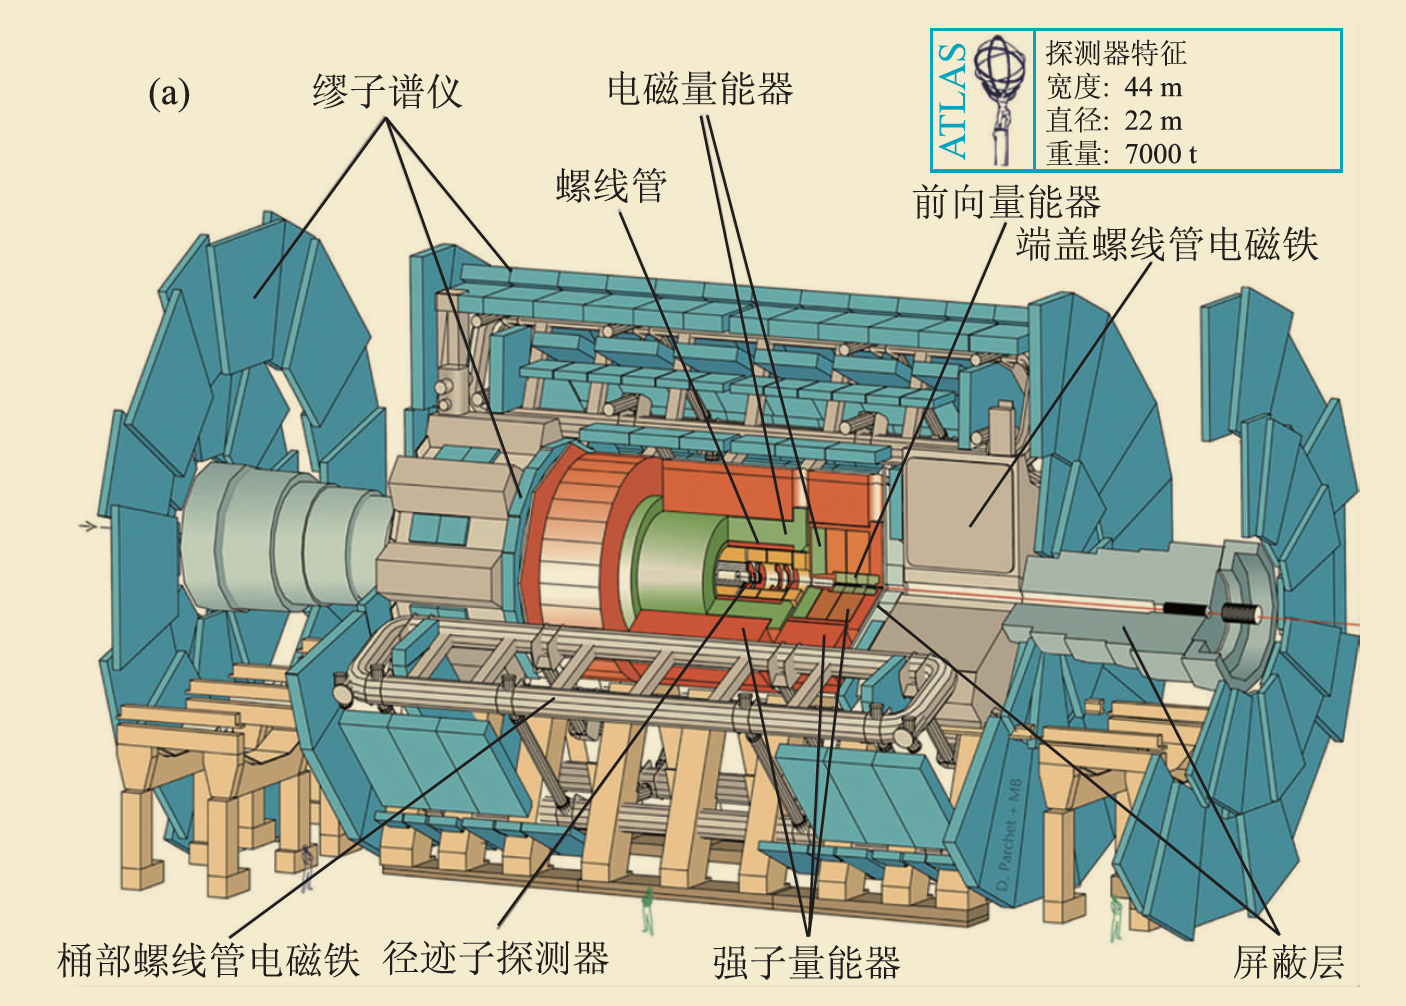 (a)
缪子谱仪
电磁量能器
ATLAS
探测器特征
宽度: 44 m
直径: 22 m
重量: 7000 t
螺线管
前向量能器
端盖螺线管电磁铁
D. Parchet + MB
桶部螺线管电磁铁
径迹子探测器
强子量能器
屏蔽层